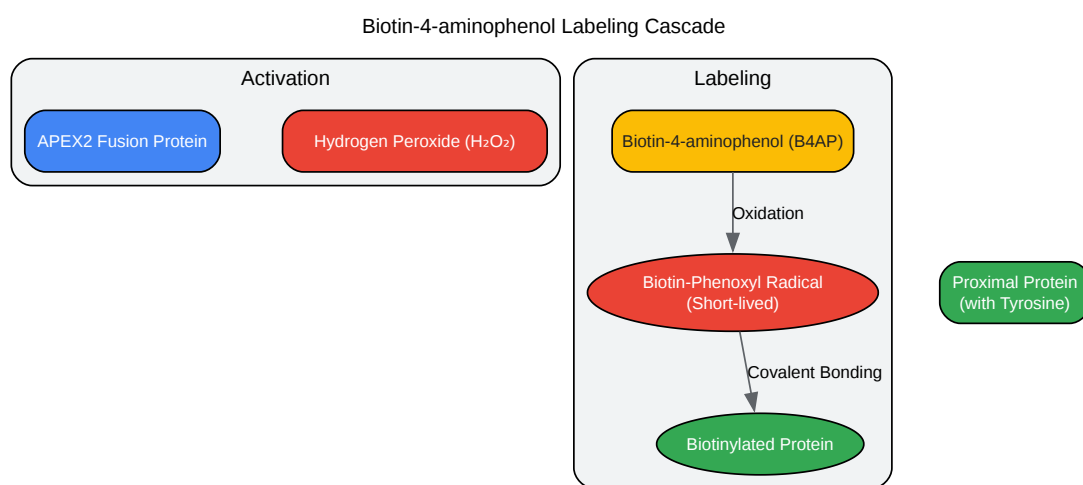 Biotin-4-aminophenol Labeling Cascade
Activation
APEX2 Fusion Protein
Hydrogen Peroxide (H₂O₂)
Labeling
Biotin-4-aminophenol (B4AP)
Oxidation
Biotin-Phenoxyl Radical
(Short-lived)
Proximal Protein
(with Tyrosine)
Covalent Bonding
Biotinylated Protein